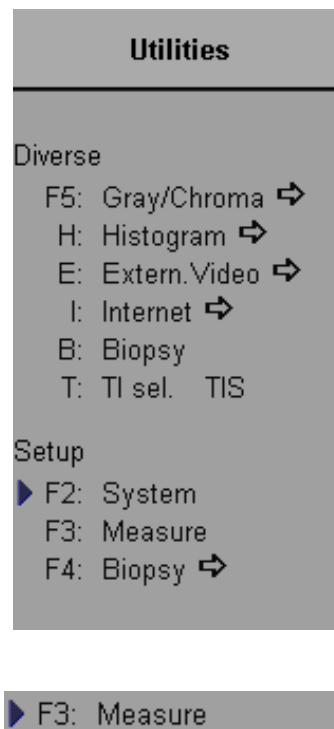 Utilities
Diverse
F5: Gray/Chroma ➪
H: Histogram ➪
E: Extern.Video ➪
I: Internet ➪
B: Biopsy
T: TI sel. TIS
Setup
F2: System
F3: Measure
F4: Biopsy ➪
F3: Measure